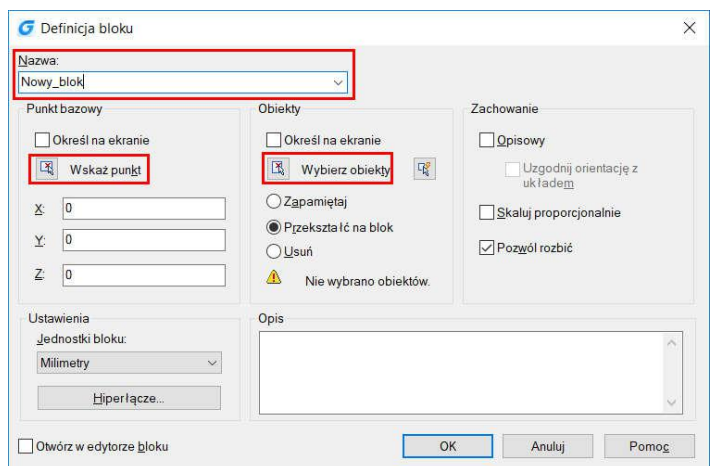 Definicja bloku
Nazwa:
Nowy_blok
Punkt bazowy
Określ na ekranie
Wskaż punkt
X: 0
Y: 0
Z: 0
Obiekty
Określ na ekranie
Wybierz obiekty
Zapamiętaj
Przekształć na blok
Usuń
Nie wybrano obiektów.
Zachowanie
Opisowy
Uzgodnij orientację z
układem
Skaluj proporcjonalnie
Pozwól rozbić
Ustawienia
Jednostki bloku:
Milimetry
Hiperłącze...
Opis
Otwórz w edytorze bloku
OK
Anuluj
Pomoc